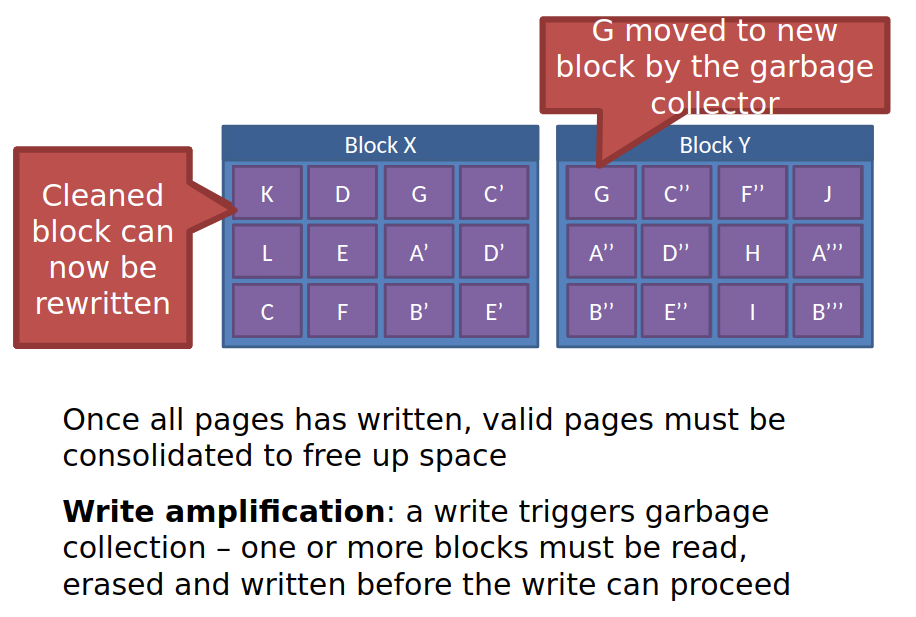 G moved to new
block by the garbage
collector
Cleaned
block can
now be
rewritten
Block X
K D G C’
L E A’ D’
C F B’ E’
Block Y
G C’’ F’’ J
A’’ D’’ H A’’’
B’’ E’’ I B’’’
Once all pages has written, valid pages must be
consolidated to free up space
Write amplification: a write triggers garbage
collection – one or more blocks must be read,
erased and written before the write can proceed